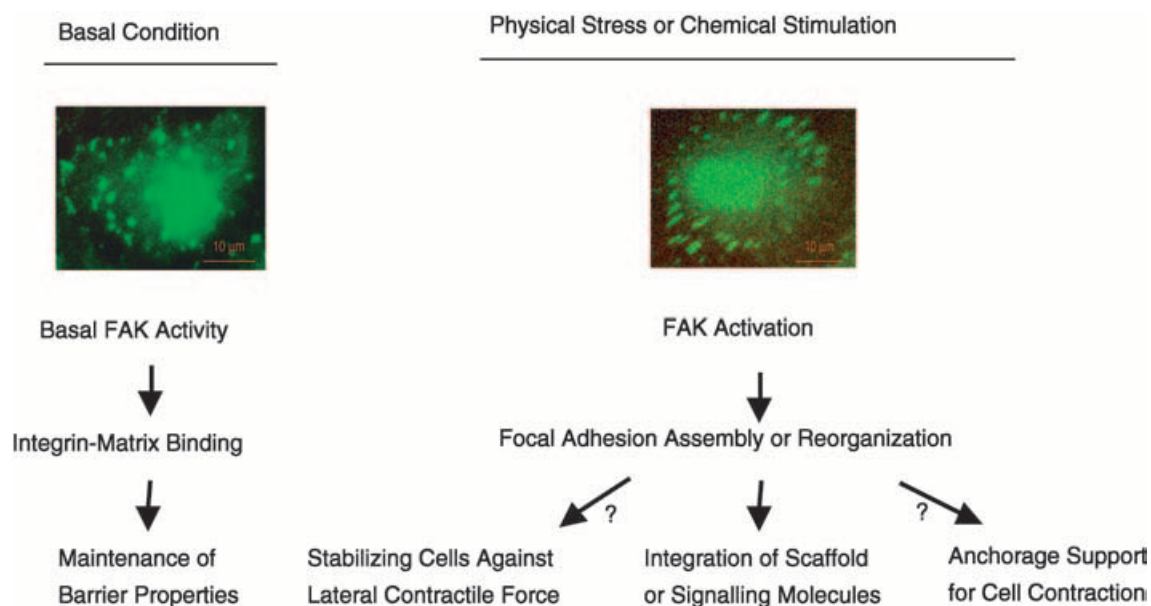 Basal Condition
Physical Stress or Chemical Stimulation
10 µm
10 µm
Basal FAK Activity
FAK Activation
Integrin-Matrix Binding
Focal Adhesion Assembly or Reorganization
?
?
Maintenance of
Barrier Properties
Stabilizing Cells Against
Lateral Contractile Force
Integration of Scaffold
or Signalling Molecules
Anchorage Support
for Cell Contraction